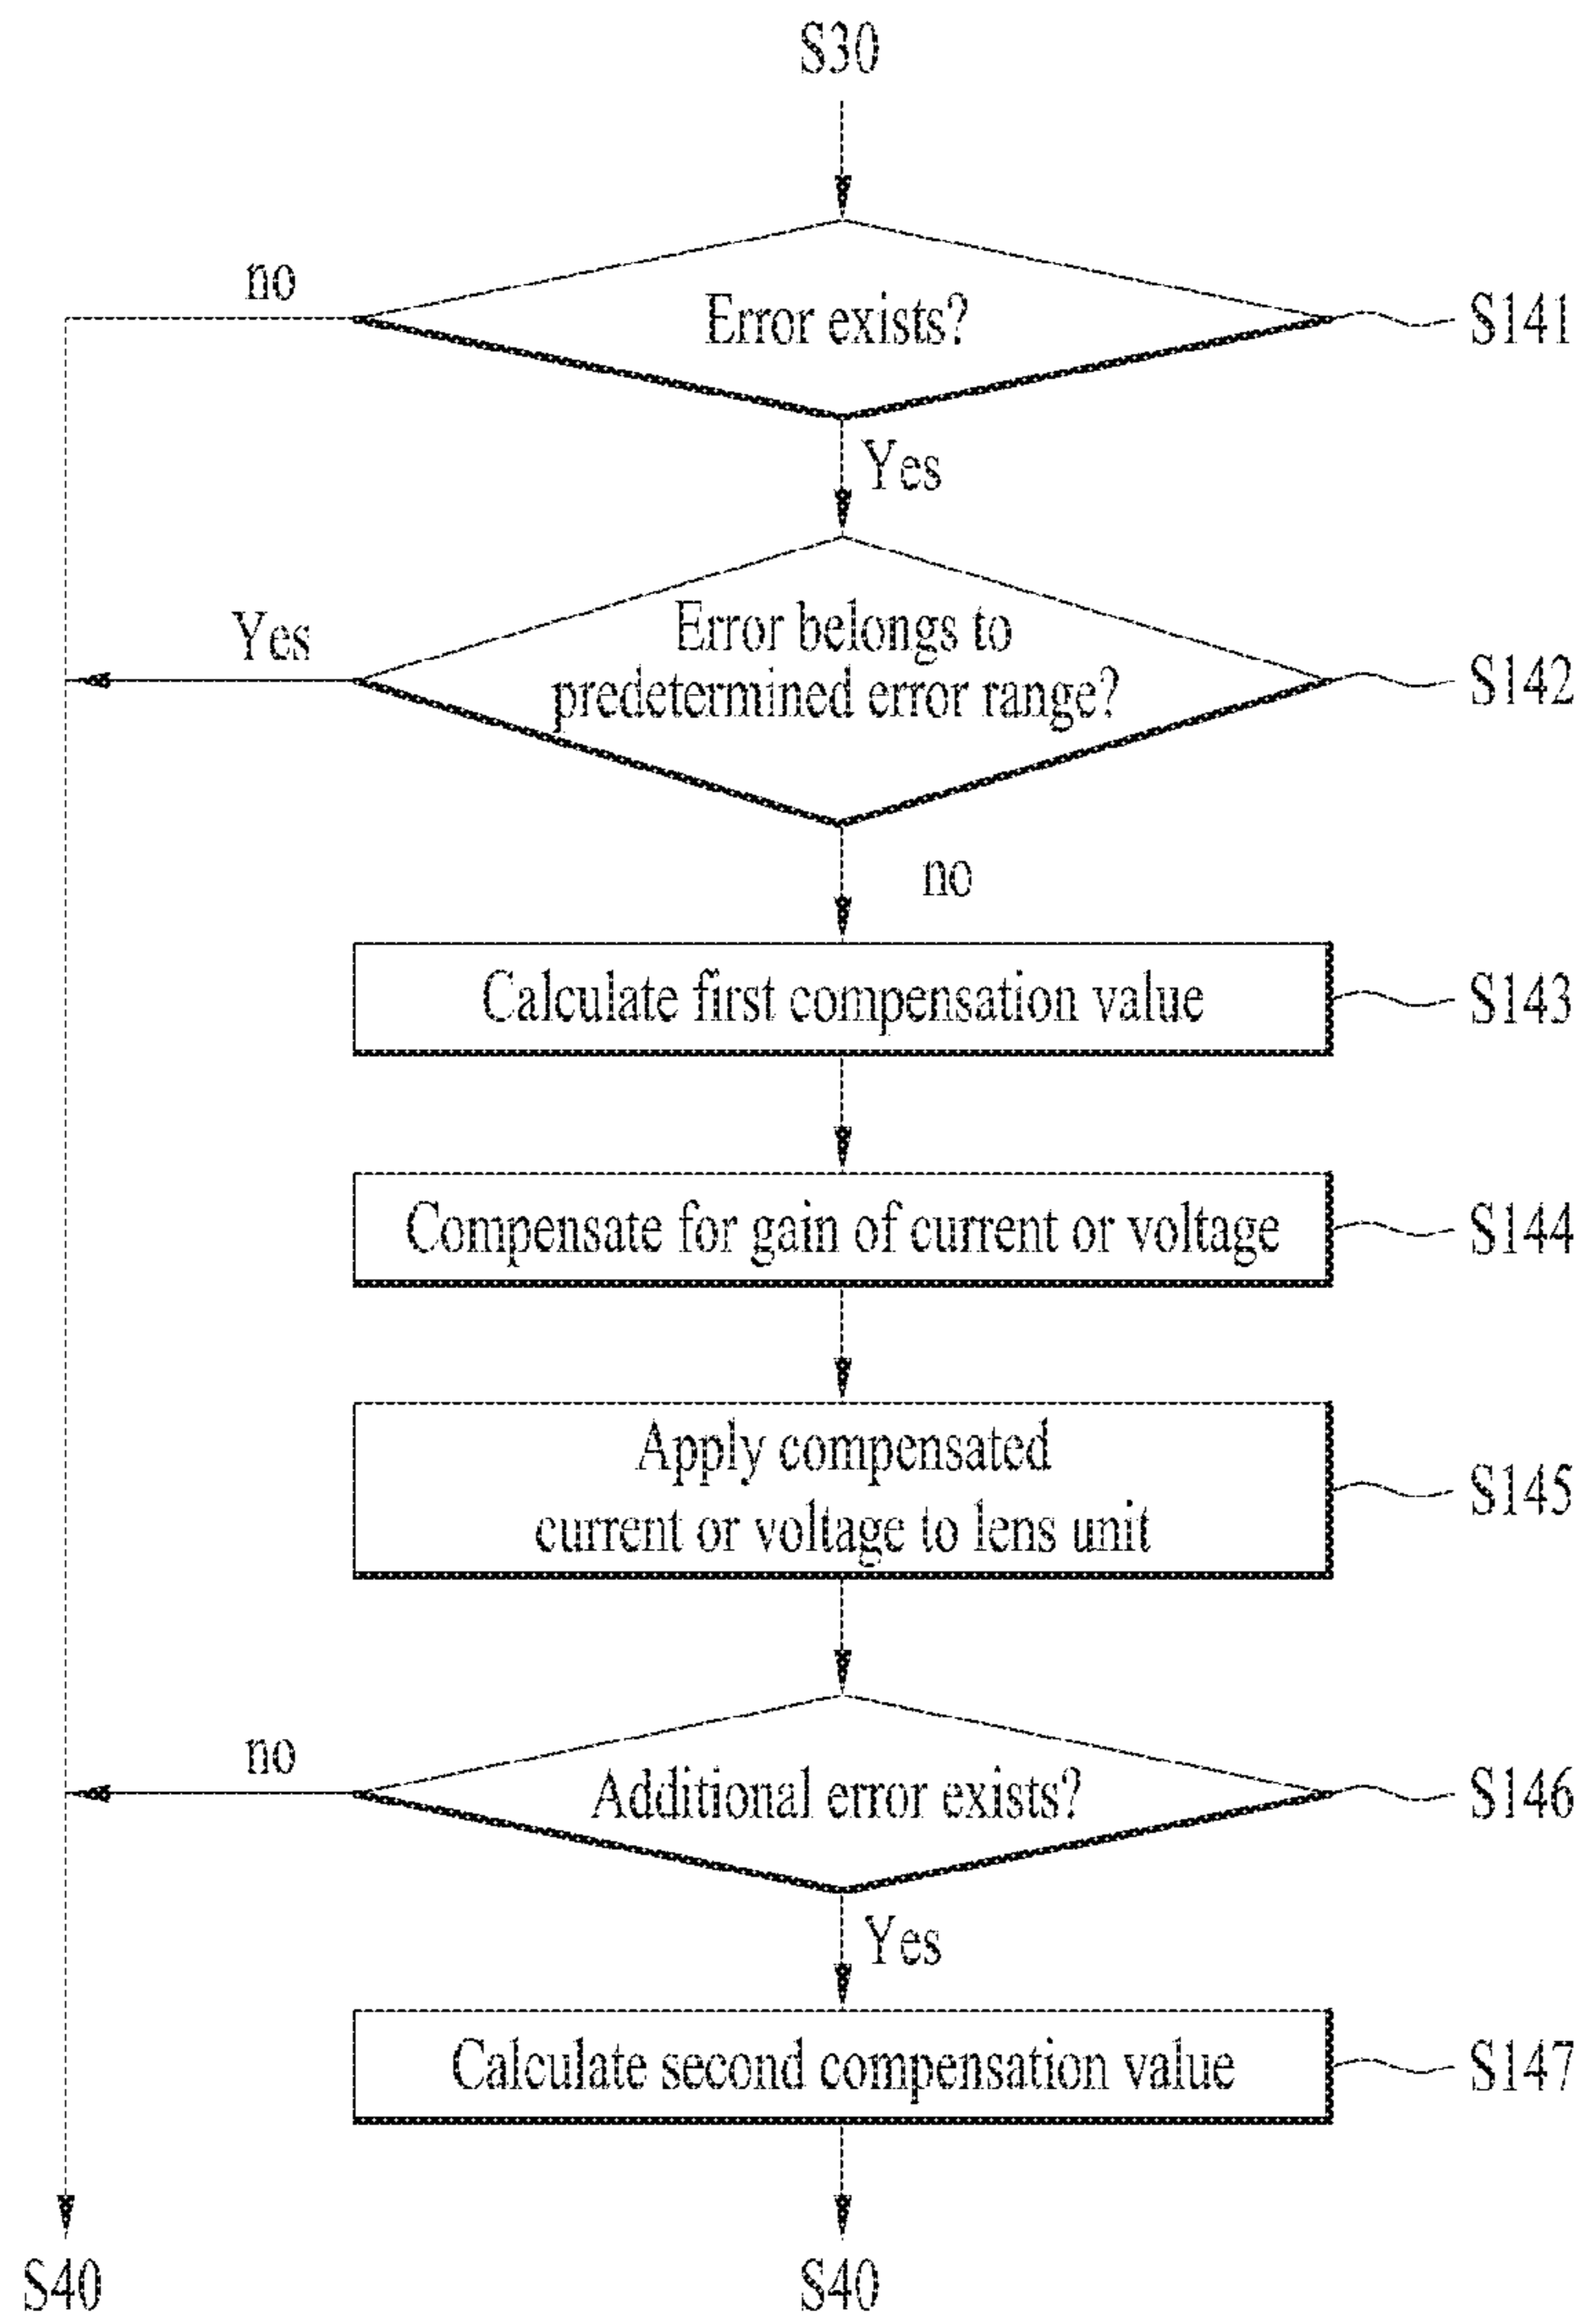 S30
no
Error exists?
S141
Yes
Yes
Error belongs to
predetermined error range?
S142
no
Calculate first compensation value
S143
Compensate for gain of current or voltage
S144
Apply compensated
current or voltage to lens unit
S145
no
Additional error exists?
S146
Yes
Calculate second compensation value
S147
S40
S40